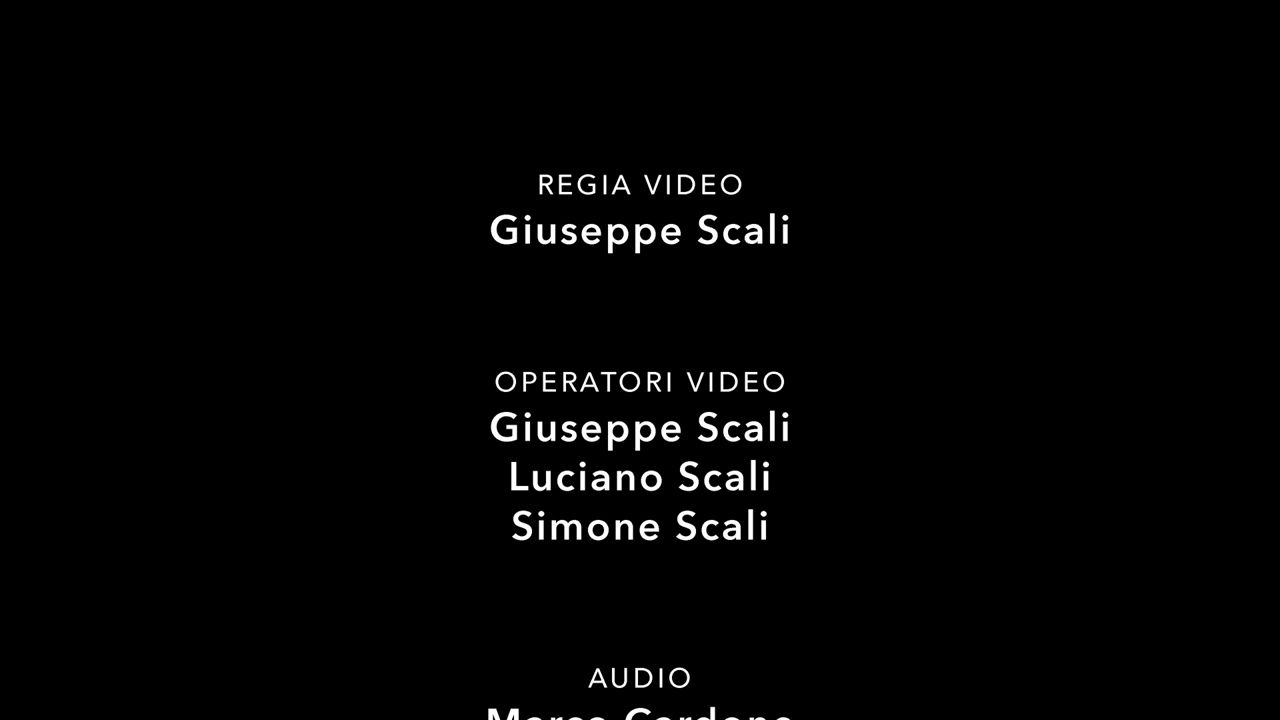 REGIA VIDEO
Giuseppe Scali
OPERATORI VIDEO
Giuseppe Scali
Luciano Scali
Simone Scali
AUDIO